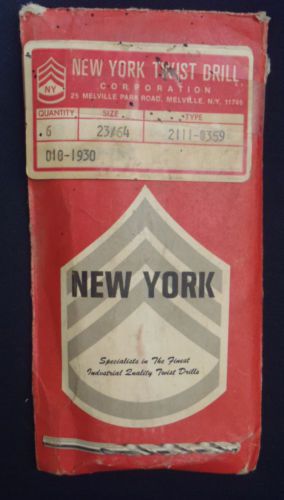 NY
NEW YORK TWIST DRILL
CORPORATION
25 MELVILLE PARK ROAD, MELVILLE, N.Y. 11746
QUANTITY SIZE TYPE
6 23/64 2111-0359
010-1930
NEW YORK
Specialists in The Finest
Industrial Quality Twist Drills